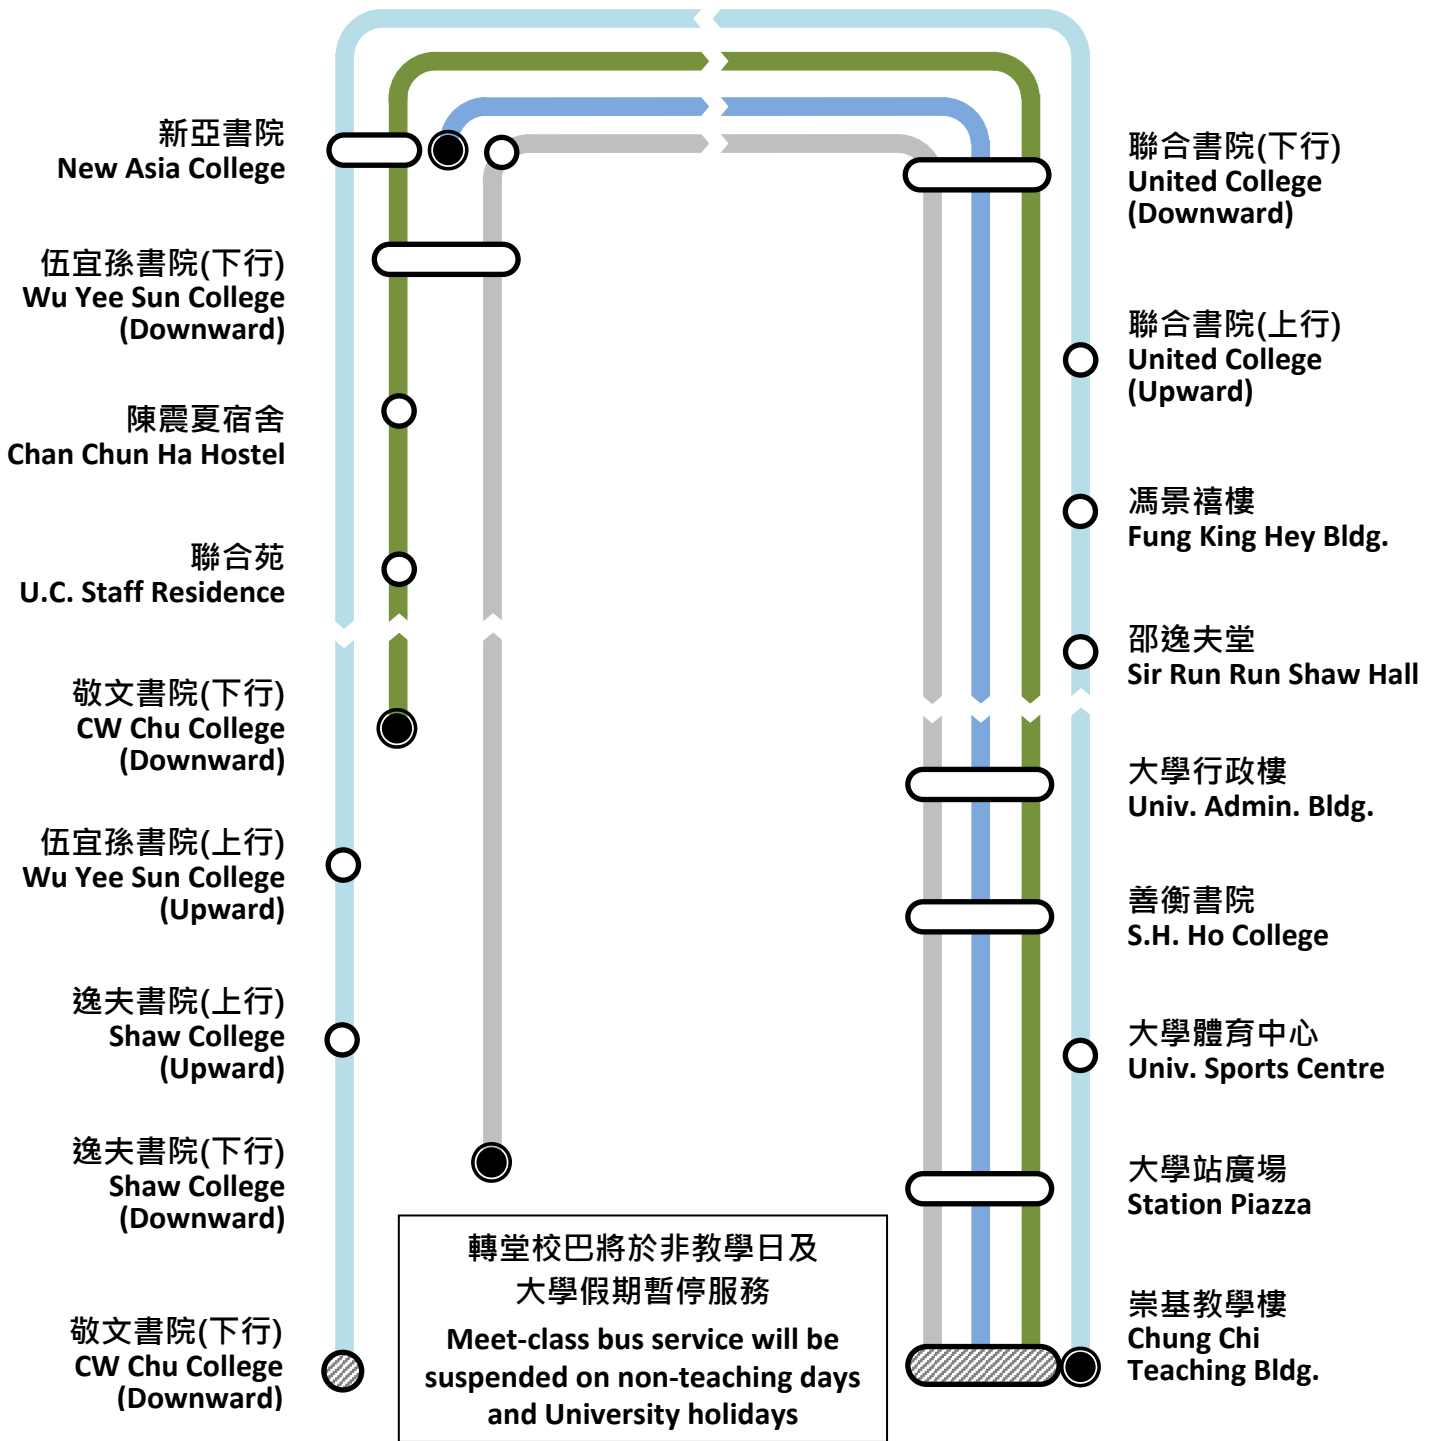 新亞書院
New Asia College
伍宜孫書院(下行)
Wu Yee Sun College
(Downward)
陳震夏宿舍
Chan Chun Ha Hostel
聯合苑
U.C. Staff Residence
敬文書院(下行)
CW Chu College
(Downward)
伍宜孫書院(上行)
Wu Yee Sun College
(Upward)
逸夫書院(上行)
Shaw College
(Upward)
逸夫書院(下行)
Shaw College
(Downward)
敬文書院(下行)
CW Chu College
(Downward)
轉堂校巴將於非教學日及
大學假期暫停服務
Meet-class bus service will be
suspended on non-teaching days
and University holidays
聯合書院(下行)
United College
(Downward)
聯合書院(上行)
United College
(Upward)
馮景禧樓
Fung King Hey Bldg.
邵逸夫堂
Sir Run Run Shaw Hall
大學行政樓
Univ. Admin. Bldg.
善衡書院
S.H. Ho College
大學體育中心
Univ. Sports Centre
大學站廣場
Station Piazza
崇基教學樓
Chung Chi
Teaching Bldg.